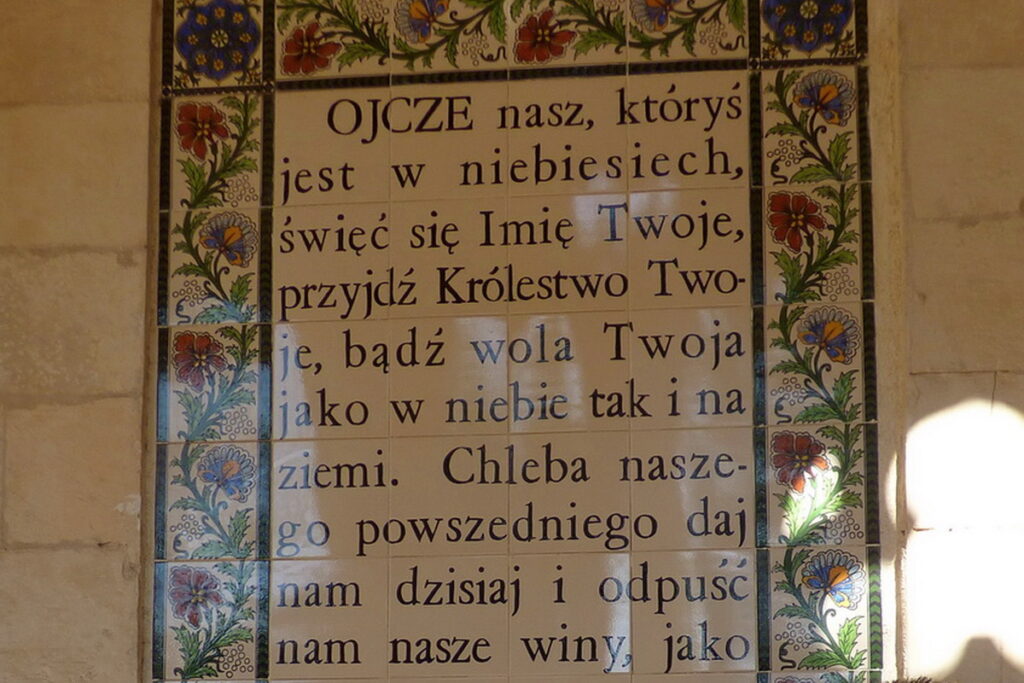 OJCZE nasz, któryś
jest w niebiesiech,
święć się Imię Twoje,
przyjdź Królestwo Two-
je, bądź wola Twoja
jako w niebie tak i na
ziemi. Chleba nasze-
go powszedniego daj
nam dzisiaj i odpuść
nam nasze winy, jako